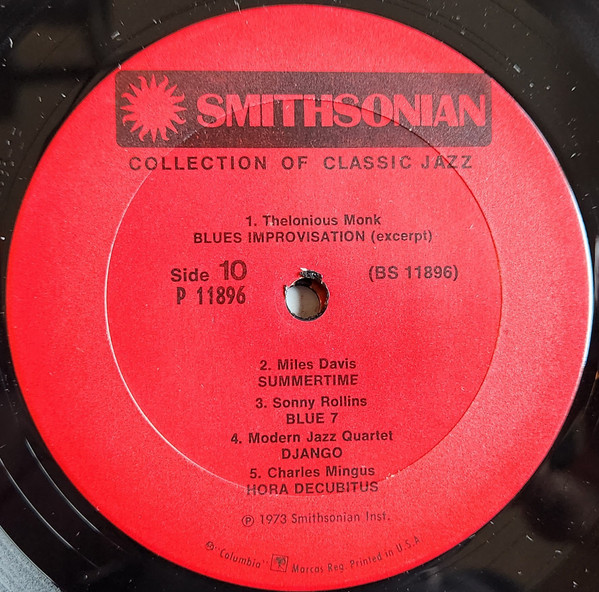 SMITHSONIAN
COLLECTION OF CLASSIC JAZZ
1. Thelonious Monk
BLUES IMPROVISATION (excerpt)
Side 10
(BS 11896)
P 11896
2. Miles Davis
SUMMERTIME
3. Sonny Rollins
BLUE 7
4. Modern Jazz Quartet
DJANGO
5. Charles Mingus
HORA DECUBITUS
℗ 1973 Smithsonian Inst.
"Columbia" Marcas Reg. Printed in U.S.A